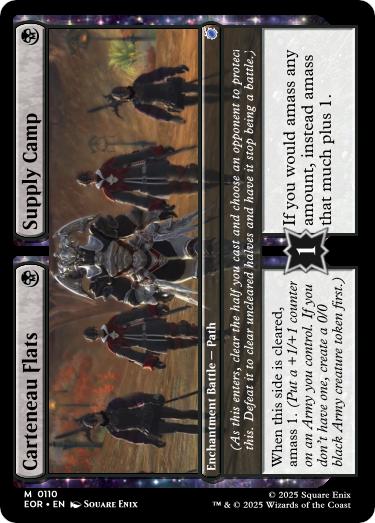 Carteneau Flats
Supply Camp
Enchantment Battle — Path
(As this enters, clear the half you cast and choose an opponent to protect
this. Defeat it to clear uncleared halves and have it stop being a battle.)
When this side is cleared,
amass 1. (Put a +1/+1 counter
on an Army you control. If you
don't have one, create a 0/0
black Army creature token first.)
1
If you would amass any
amount, instead amass
that much plus 1.
M 0110
EOR • EN SQUARE ENIX
© 2025 Square Enix
™ & © 2025 Wizards of the Coast